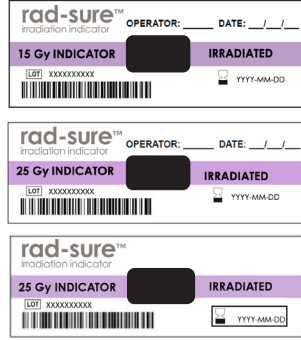 rad-sure™ OPERATOR: _____ DATE: __/__/__
irradiation indicator
15 Gy INDICATOR IRRADIATED
LOT XXXXXXXXXX YYYY-MM-DD
rad-sure™ OPERATOR: _____ DATE: __/__/__
irradiation indicator
25 Gy INDICATOR IRRADIATED
LOT XXXXXXXXXX YYYY-MM-DD
rad-sure™
irradiation indicator
25 Gy INDICATOR IRRADIATED
LOT XXXXXXXXXX YYYY-MM-DD